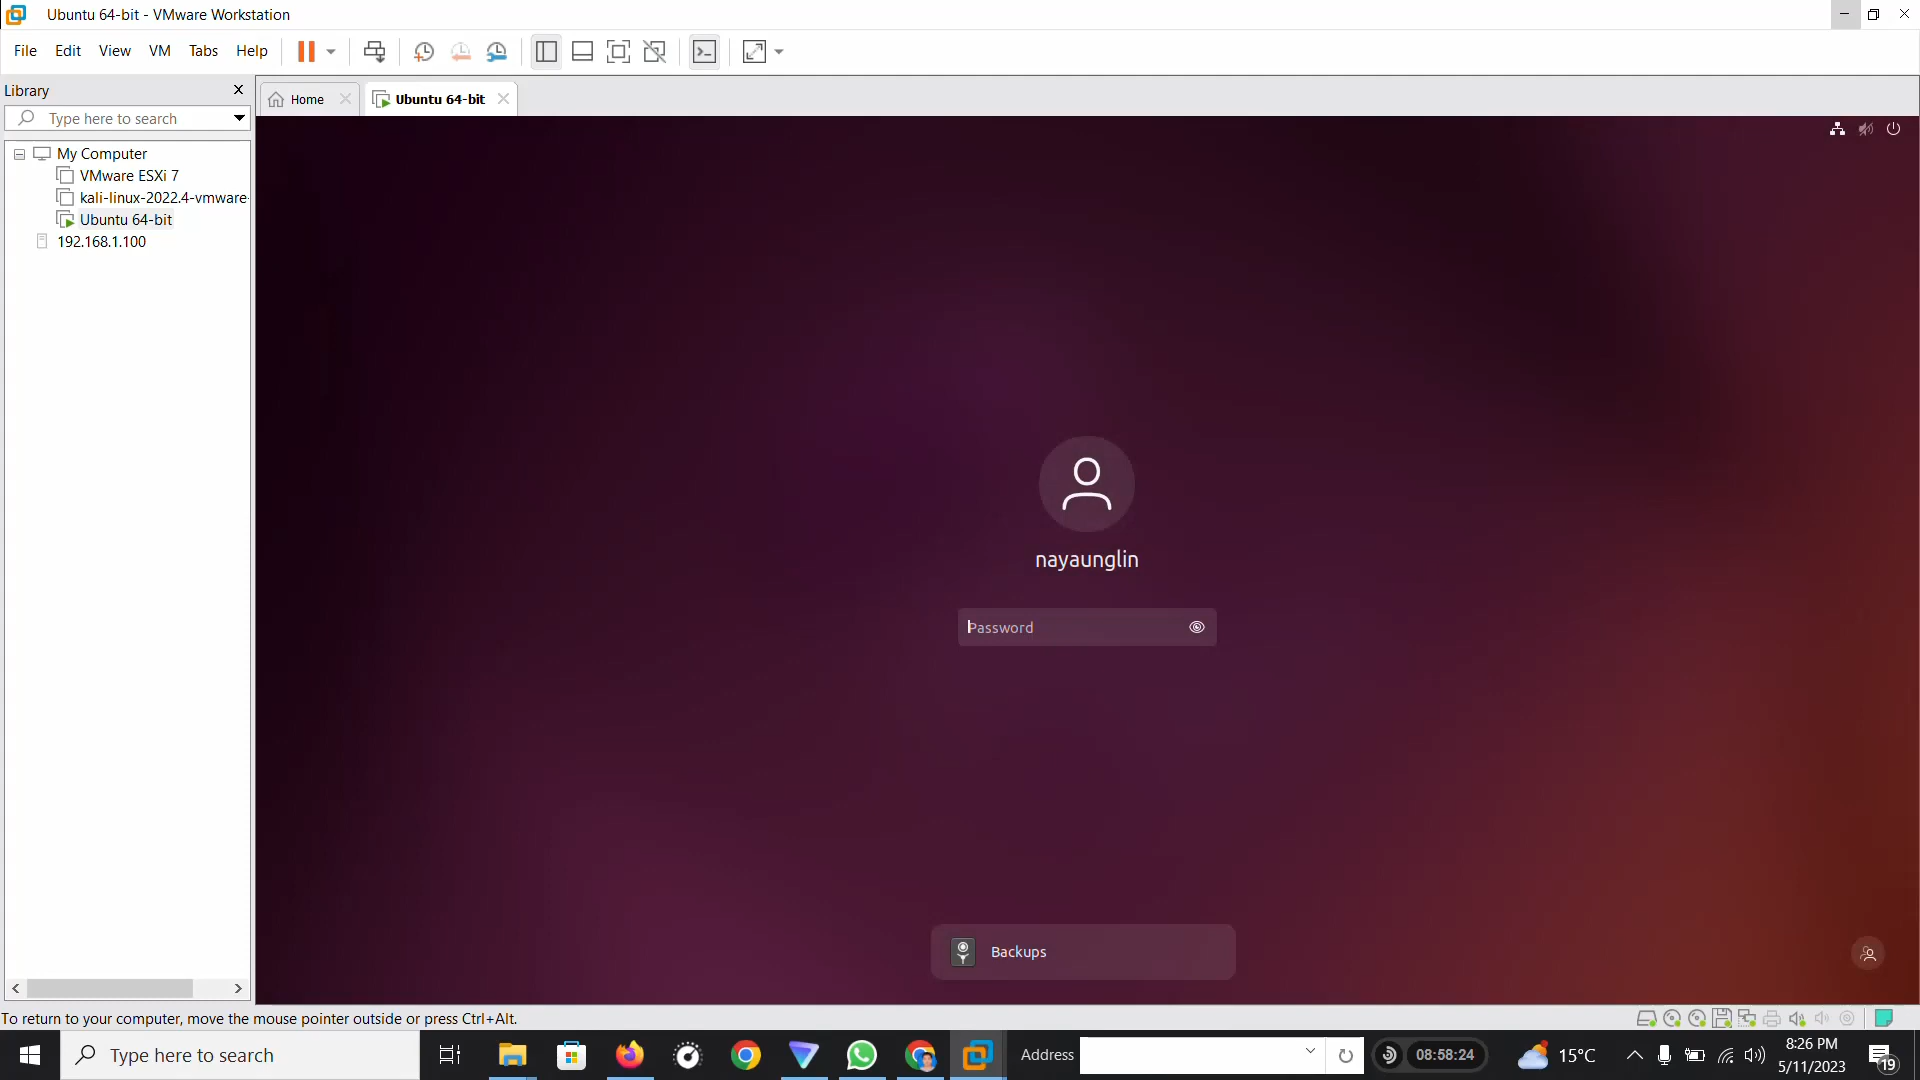 Ubuntu 64-bit - VMware Workstation
File Edit View VM Tabs Help
Library
Type here to search
Home
Ubuntu 64-bit
My Computer
VMware ESXi 7
kali-linux-2022.4-vmware-
Ubuntu 64-bit
192.168.1.100
nayaunglin
Password
Backups
To return to your computer, move the mouse pointer outside or press Ctrl+Alt.
Type here to search
Address
08:58:24
15°C
8:26 PM
5/11/2023
19